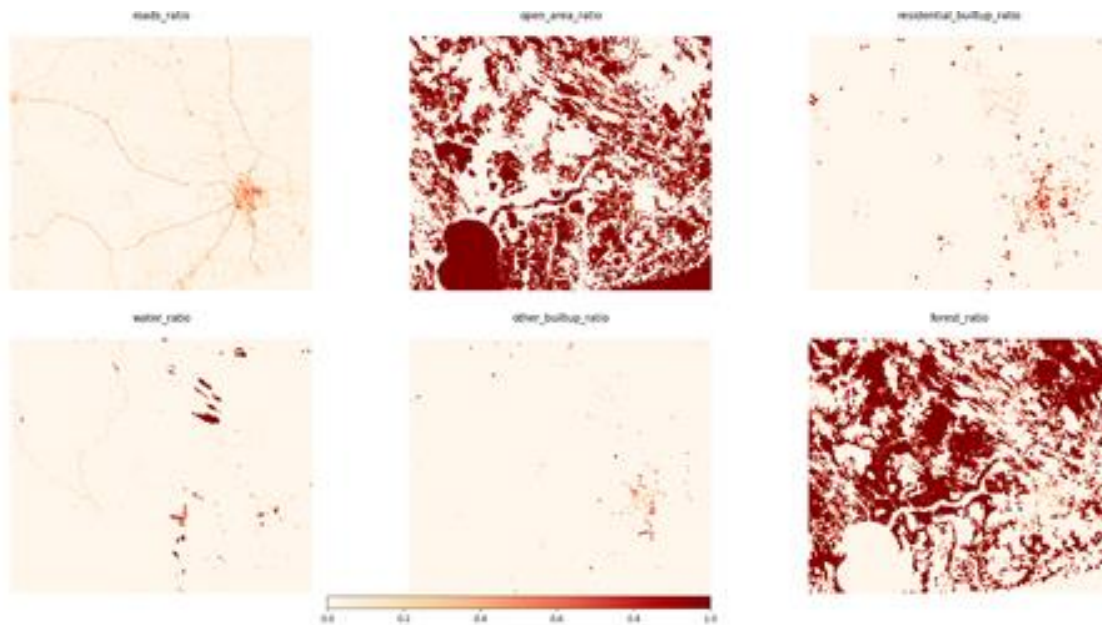 roads_ratio
open_area_ratio
residential_builtup_ratio
water_ratio
other_builtup_ratio
forest_ratio
0.0 0.2 0.4 0.6 0.8 1.0